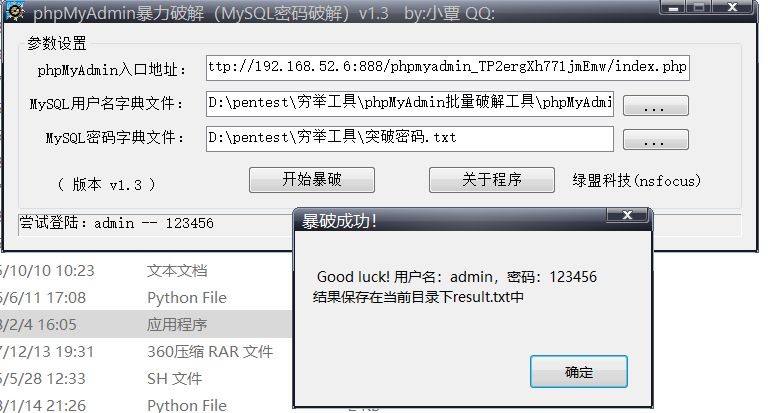 phpMyAdmin暴力破解（MySQL密码破解）v1.3 by:小蕈 QQ:
参数设置
phpMyAdmin入口地址：
ttp://192.168.52.6:888/phpmyadmin_TP2ergXh771jmEmw/index.php
MySQL用户名字典文件：
D:\pentest\穷举工具\phpMyAdmin批量破解工具\phpMyAdmi
...
MySQL密码字典文件：
D:\pentest\穷举工具\突破密码.txt
...
( 版本 v1.3 )
开始暴破
关于程序
绿盟科技(nsfocus)
尝试登陆: admin -- 123456
暴破成功!
Good luck! 用户名：admin，密码：123456
结果保存在当前目录下result.txt中
确定
/10/10 10:23 文本文档
/6/11 17:08 Python File
/2/4 16:05 应用程序
/12/13 19:31 360压缩 RAR 文件
/5/28 12:33 SH 文件
/1/14 21:26 Python File